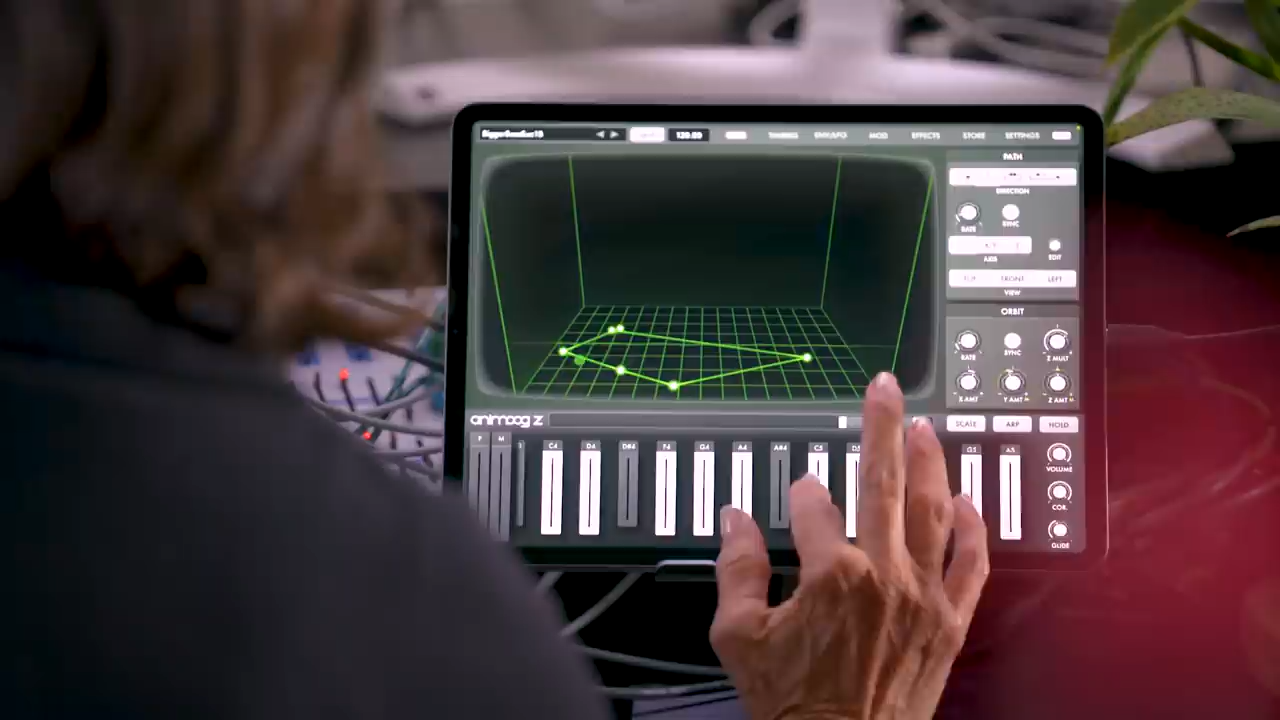 120.00 TIMBRE ENV/LFO MOD EFFECTS STORE SETTINGS
PATH
DIRECTION
RATE SYNC
EDIT
AXIS
TOP FRONT LEFT
VIEW
ORBIT
RATE SYNC X MULT
X AMT Y AMT Z AMT
animoog Z
SCALE ARP HOLD
P M C4 D4 D#4 F4 G4 A4 A#4 C5 G5 A5
VOLUME
COR.
GLIDE